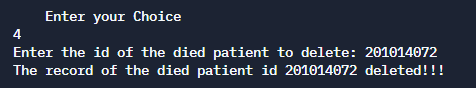 Enter your Choice
4
Enter the id of the died patient to delete: 201014072
The record of the died patient id 201014072 deleted!!!